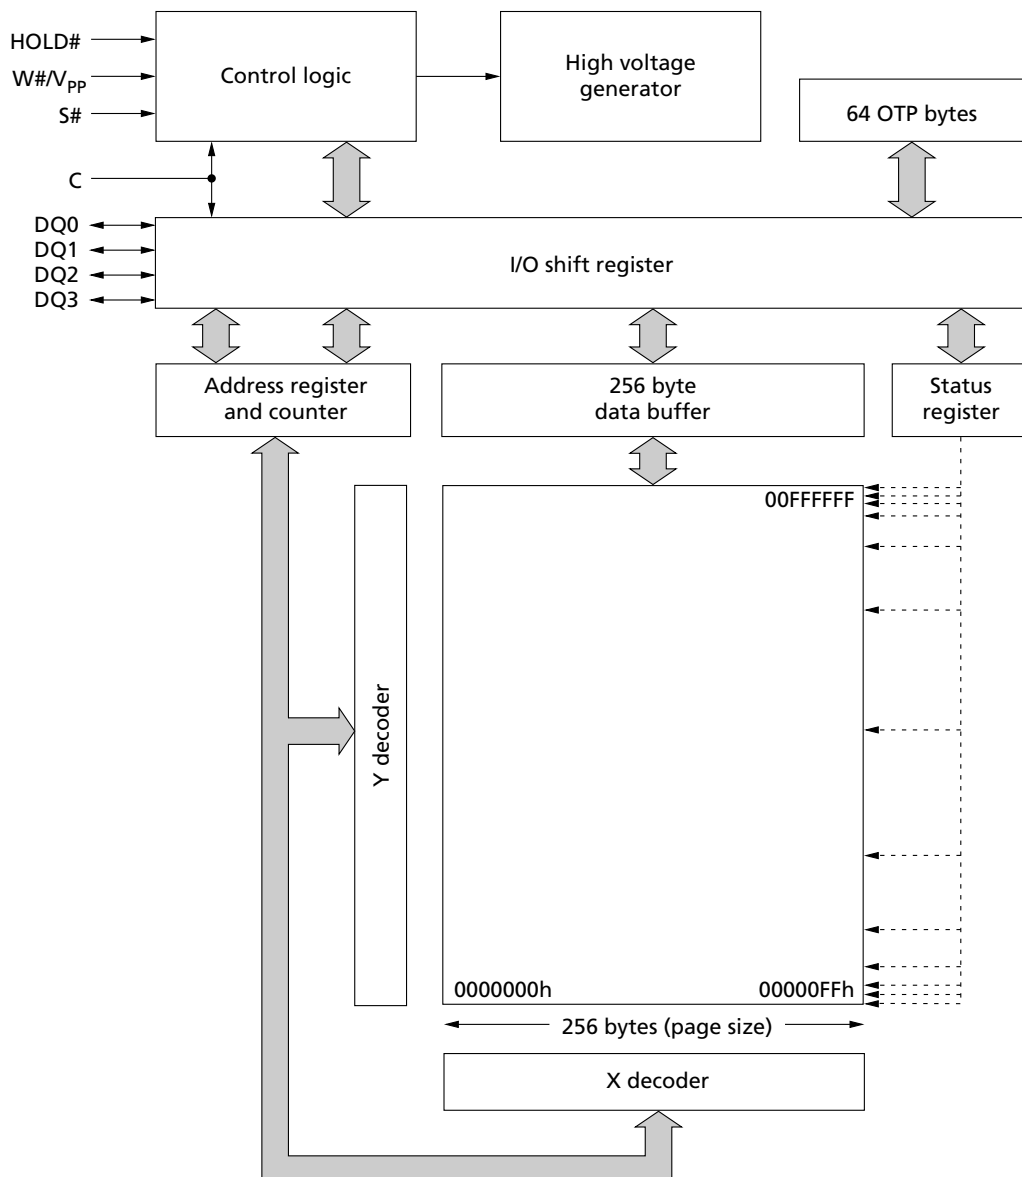 HOLD#
W#/VPP
S#
Control logic
High voltage
generator
64 OTP bytes
C
DQ0
DQ1
DQ2
DQ3
I/O shift register
Address register
and counter
256 byte
data buffer
Status
register
00FFFFFF
Y decoder
0000000h
00000FFh
256 bytes (page size)
X decoder